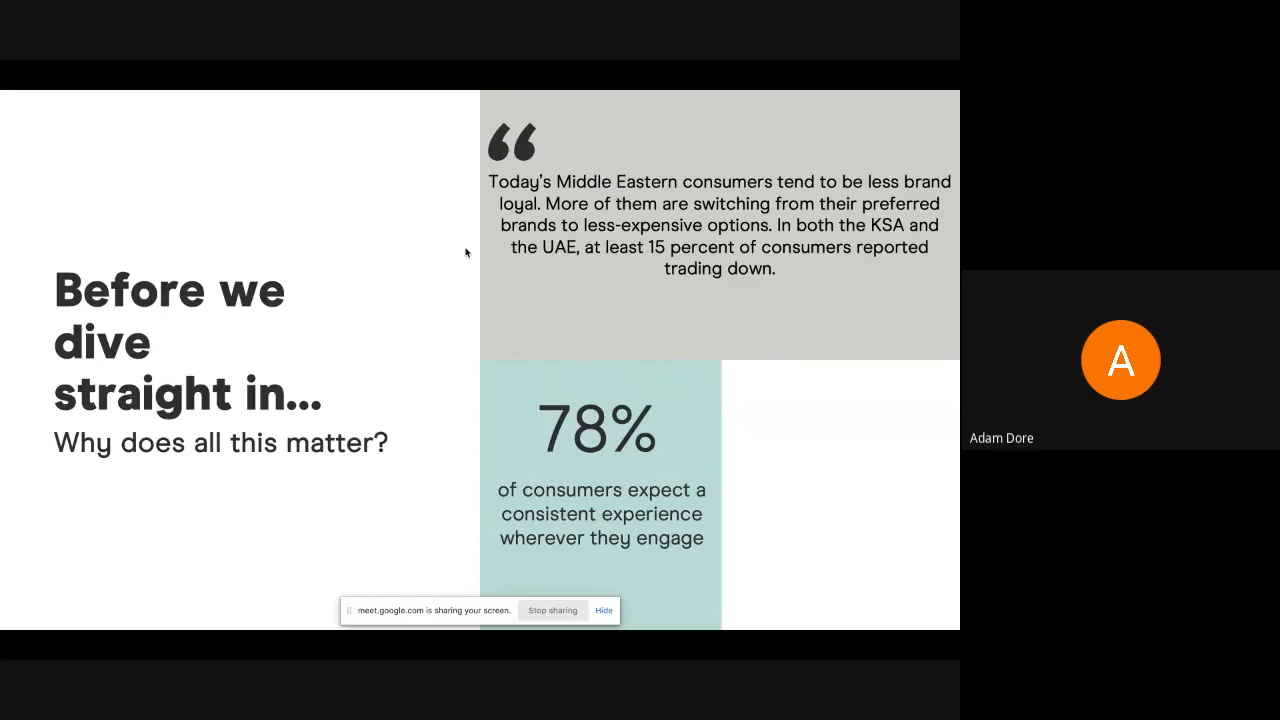 Before we
dive
straight in...
Why does all this matter?
“
Today’s Middle Eastern consumers tend to be less brand
loyal. More of them are switching from their preferred
brands to less-expensive options. In both the KSA and
the UAE, at least 15 percent of consumers reported
trading down.
78%
of consumers expect a
consistent experience
wherever they engage
meet.google.com is sharing your screen. Stop sharing Hide
A
Adam Dore